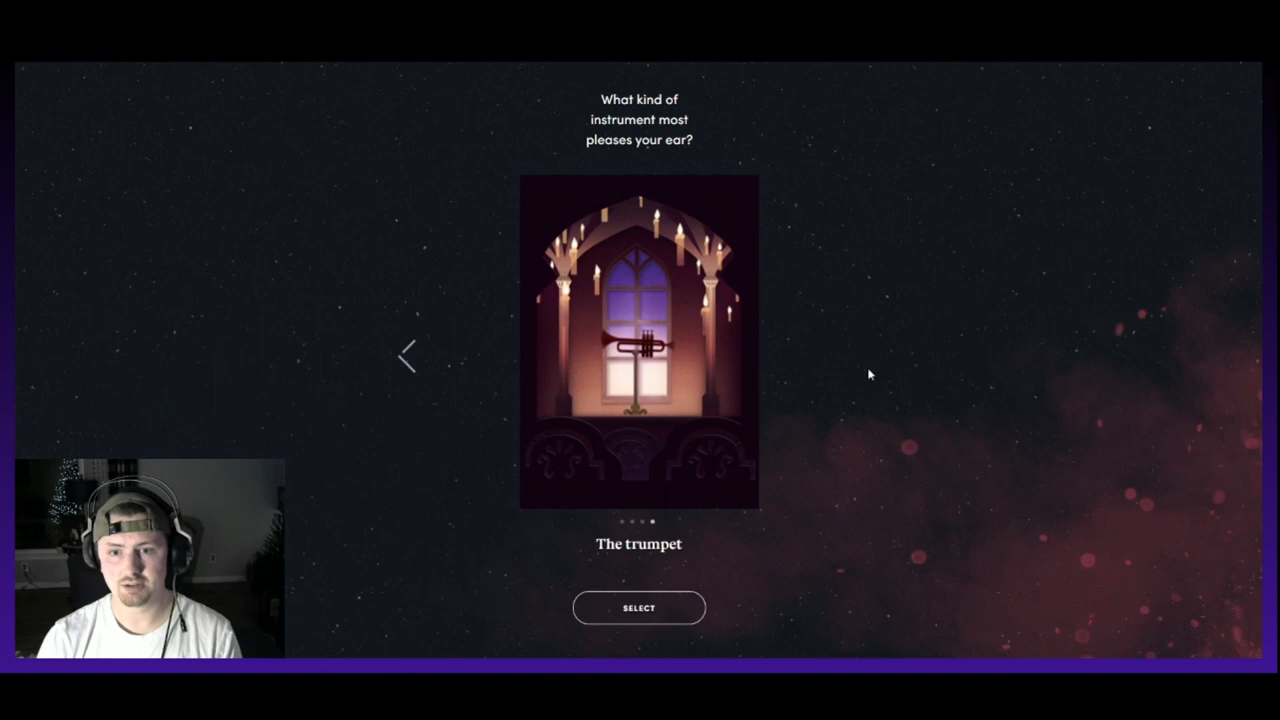 What kind of
instrument most
pleases your ear?
The trumpet
SELECT